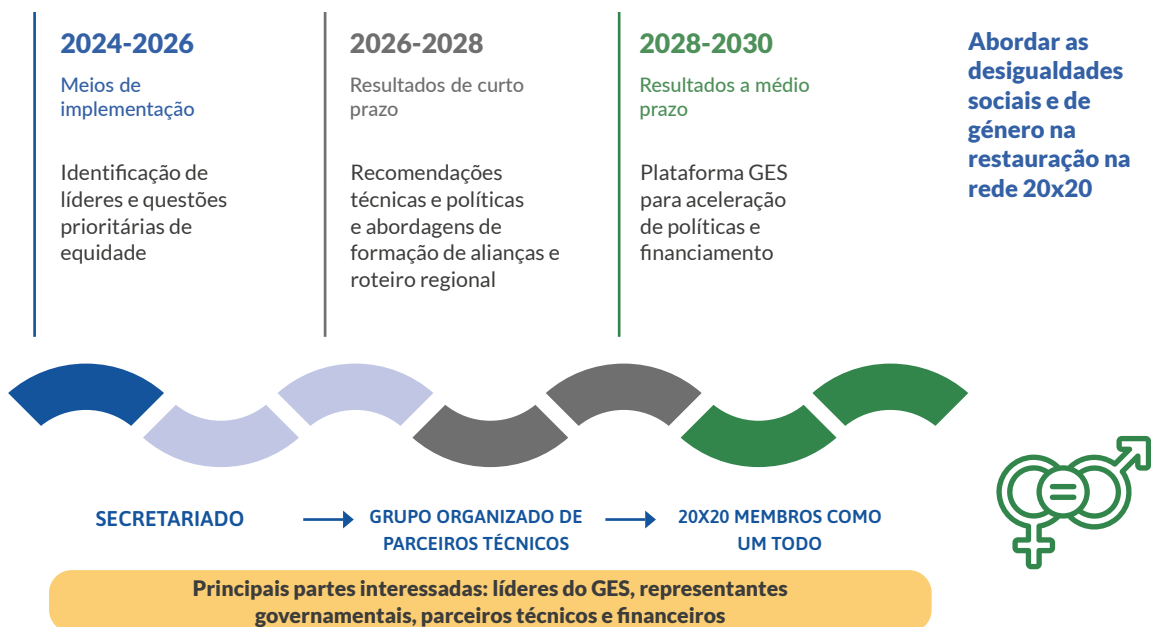 2024-2026
Meios de
implementação
Identificação de
líderes e questões
prioritárias de
equidade
2026-2028
Resultados de curto
prazo
Recomendações
técnicas e políticas
e abordagens de
formação de alianças e
roteiro regional
2028-2030
Resultados a médio
prazo
Plataforma GES
para aceleração
de políticas e
financiamento
Abordar as
desigualdades
sociais e de
género na
restauração na
rede 20x20
SECRETARIADO
GRUPO ORGANIZADO DE
PARCEIROS TÉCNICOS
20X20 MEMBROS COMO
UM TODO
Principais partes interessadas: líderes do GES, representantes
governamentais, parceiros técnicos e financeiros